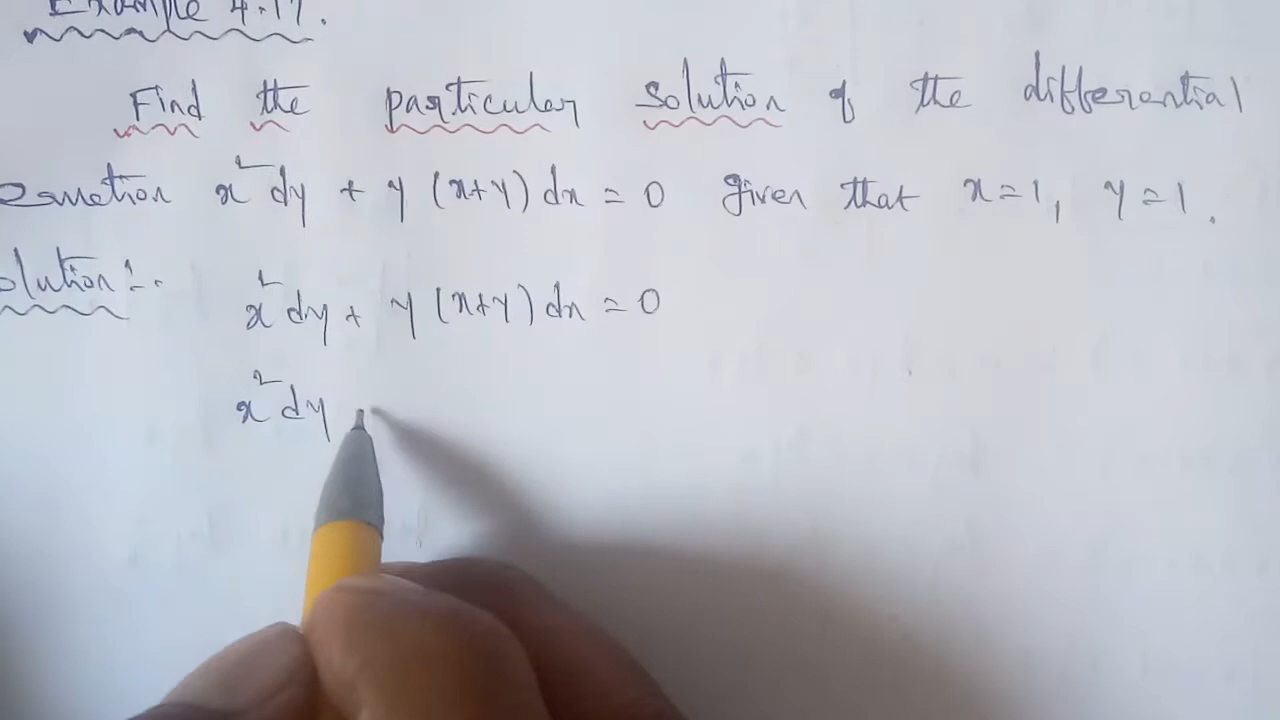 Example 4.17.
Find the particular solution of the differential
Equation x² dy + y (x+y) dx = 0 given that x=1, y=1.
olution:-
x² dy + y (x+y) dx = 0
x² dy